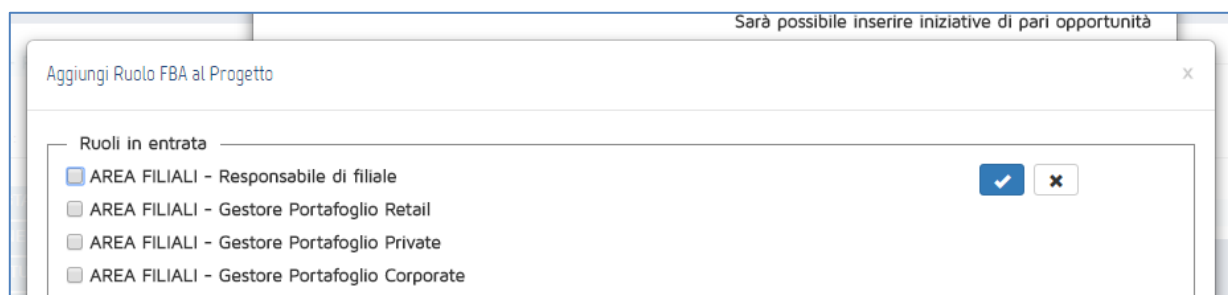 Sarà possibile inserire iniziative di pari opportunità
Aggiungi Ruolo FBA al Progetto
x
Ruoli in entrata
AREA FILIALI - Responsabile di filiale
AREA FILIALI - Gestore Portafoglio Retail
AREA FILIALI - Gestore Portafoglio Private
AREA FILIALI - Gestore Portafoglio Corporate